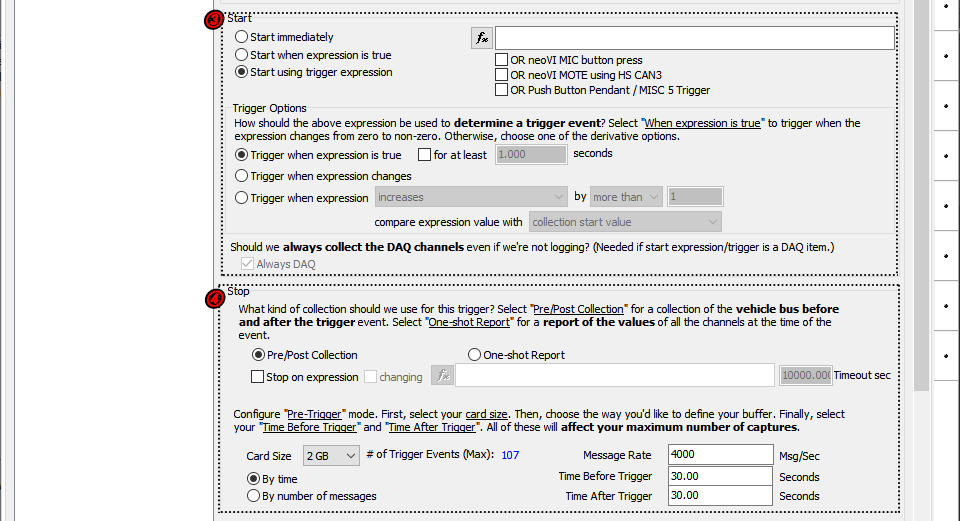 3 Start
Start immediately
fx
Start when expression is true
OR neoVI MIC button press
Start using trigger expression
OR neoVI MOTE using HS CAN3
OR Push Button Pendant / MISC 5 Trigger
Trigger Options
How should the above expression be used to determine a trigger event? Select "When expression is true" to trigger when the
expression changes from zero to non-zero. Otherwise, choose one of the derivative options.
Trigger when expression is true for at least 1.000 seconds
Trigger when expression changes
Trigger when expression increases by more than 1
compare expression value with collection start value
Should we always collect the DAQ channels even if we're not logging? (Needed if start expression/trigger is a DAQ item.)
Always DAQ
4 Stop
What kind of collection should we use for this trigger? Select "Pre/Post Collection" for a collection of the vehicle bus before
and after the trigger event. Select "One-shot Report" for a report of the values of all the channels at the time of the
event.
Pre/Post Collection One-shot Report
Stop on expression changing fx 10000.000 Timeout sec
Configure "Pre-Trigger" mode. First, select your card size. Then, choose the way you'd like to define your buffer. Finally, select
your "Time Before Trigger" and "Time After Trigger". All of these will affect your maximum number of captures.
Card Size 2 GB # of Trigger Events (Max): 107 Message Rate 4000 Msg/Sec
By time Time Before Trigger 30.00 Seconds
By number of messages Time After Trigger 30.00 Seconds